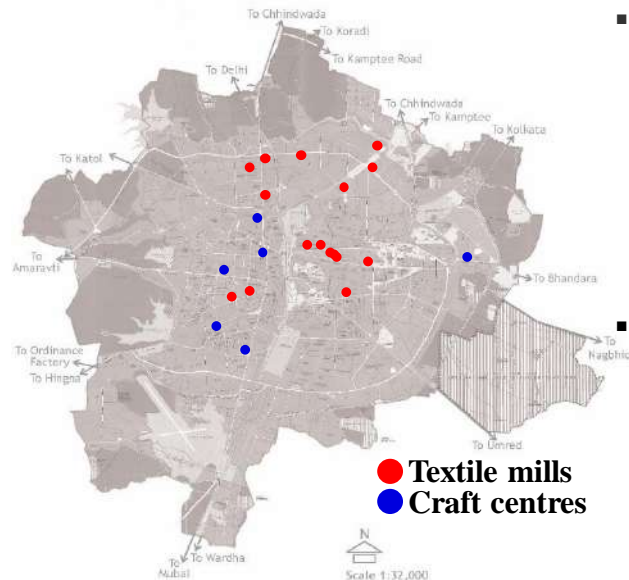 To Chhindwada
To Koradi
To Kamptee Road
To Delhi
To Chhindwada
To Kamptee
To Kolkata
To Katol
To
Amaravti
To Bhandara
To Ordinance
Factory
To Hingna
To
Nagbhid
To Umred
Textile mills
Craft centres
N
To
Mubai
To Wardha
Scale 1:32,000